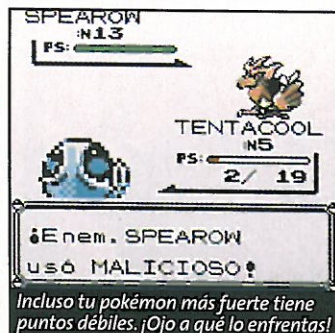 SPEAROW
:N13
PS:
TENTACOOL
:N5
PS:
2/ 19
¡Enem. SPEAROW
usó MALICIOSO!
Incluso tu pokémon más fuerte tiene
puntos débiles. ¡Ojo a qué lo enfrentas!